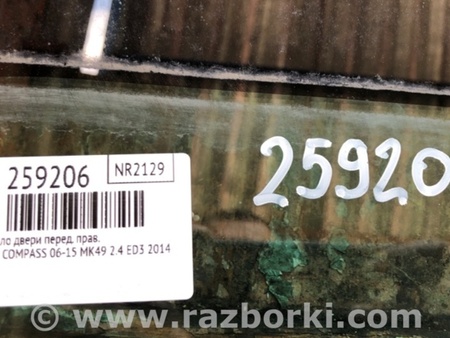 259206
NR2129
25920
ло двери перед. прав.
COMPASS 06-15 MK49 2.4 ED3 2014
www.razborki.com